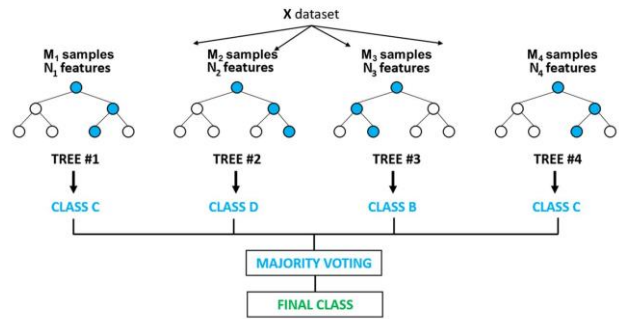 X dataset
M₁ samples
N₁ features
M₂ samples
N₂ features
M₃ samples
N₃ features
M₄ samples
N₄ features
TREE #1
TREE #2
TREE #3
TREE #4
CLASS C
CLASS D
CLASS B
CLASS C
MAJORITY VOTING
FINAL CLASS